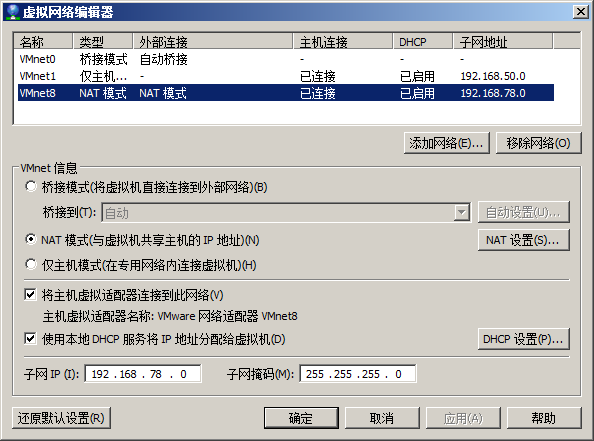 虚拟网络编辑器
名称 类型 外部连接 主机连接 DHCP 子网地址
VMnet0 桥接模式 自动桥接 - - -
VMnet1 仅主机... - 已连接 已启用 192.168.50.0
VMnet8 NAT 模式 NAT 模式 已连接 已启用 192.168.78.0
添加网络(E)... 移除网络(O)
VMnet 信息
桥接模式(将虚拟机直接连接到外部网络)(B)
桥接到(T): 自动 自动设置(U)...
NAT 模式(与虚拟机共享主机的 IP 地址)(N) NAT 设置(S)...
仅主机模式(在专用网络内连接虚拟机)(H)
将主机虚拟适配器连接到此网络(V)
主机虚拟适配器名称: VMware 网络适配器 VMnet8
使用本地 DHCP 服务将 IP 地址分配给虚拟机(D) DHCP 设置(P)...
子网 IP (I): 192 .168 . 78 . 0 子网掩码(M): 255 .255 .255 . 0
还原默认设置(R) 确定 取消 应用(A) 帮助